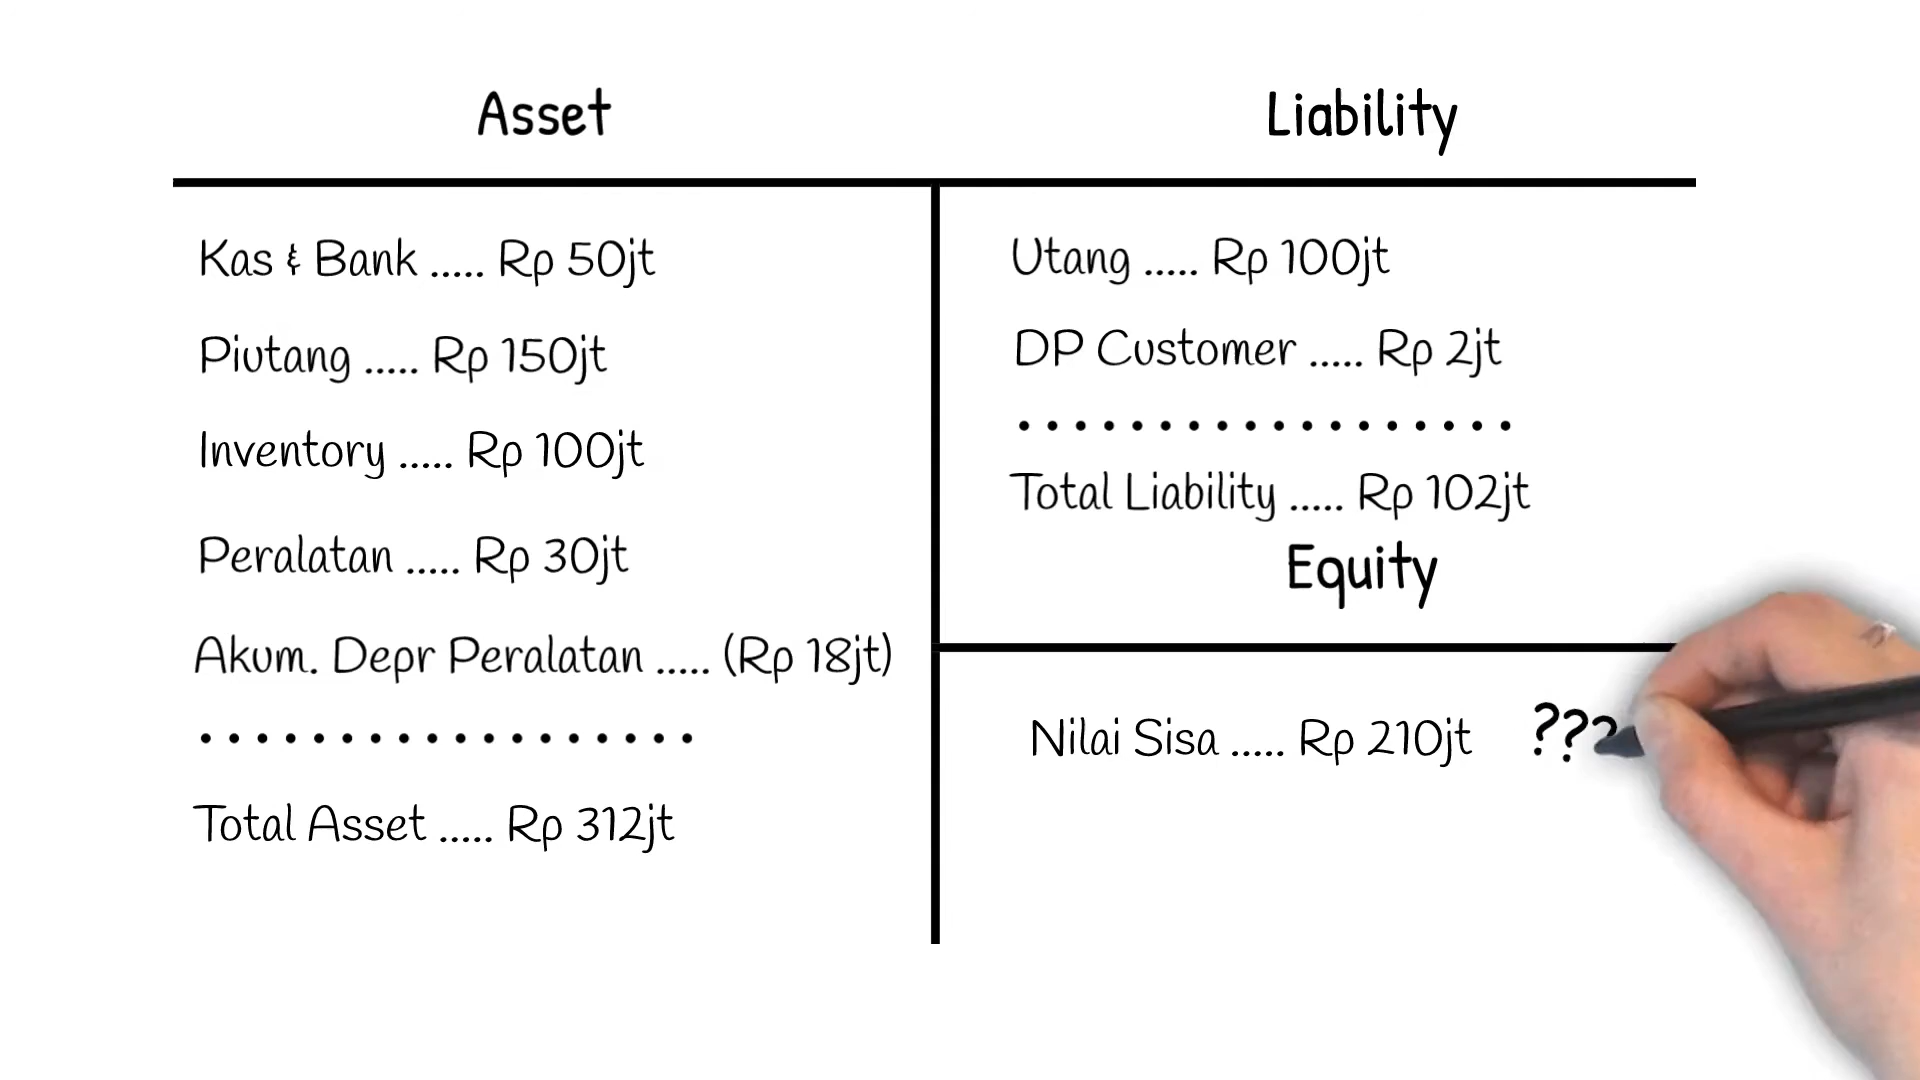 Asset
Kas & Bank ..... Rp 50jt
Piutang ..... Rp 150jt
Inventory ..... Rp 100jt
Peralatan ..... Rp 30jt
Akum. Depr Peralatan ..... (Rp 18jt)
..................
Total Asset ..... Rp 312jt
Liability
Utang ..... Rp 100jt
DP Customer ..... Rp 2jt
..................
Total Liability ..... Rp 102jt
Equity
Nilai Sisa ..... Rp 210jt ???